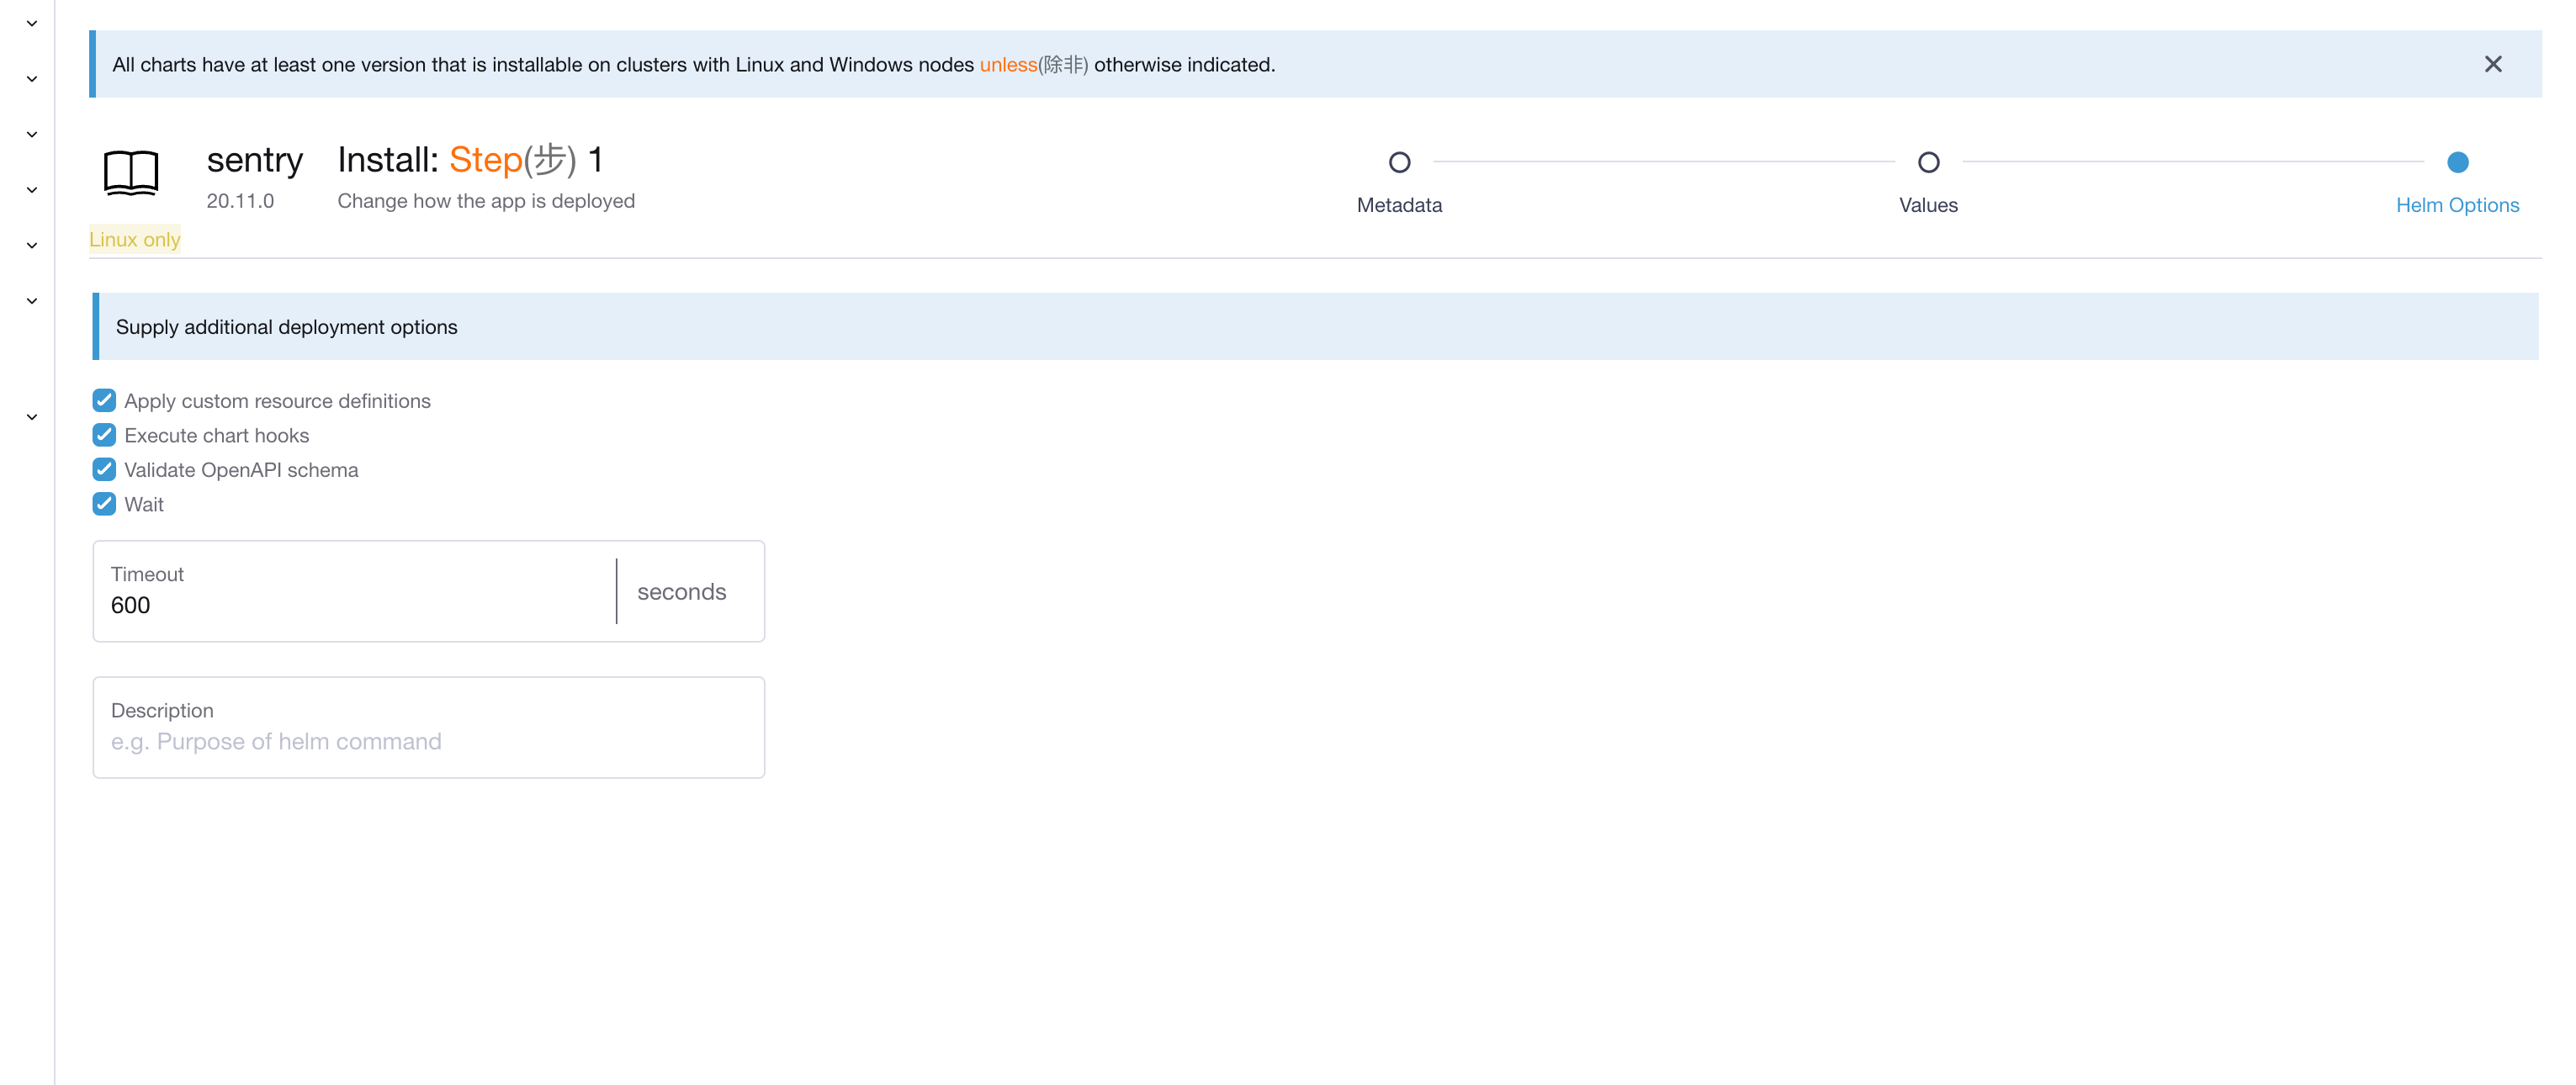 All charts have at least one version that is installable on clusters with Linux and Windows nodes unless(除非) otherwise indicated.
sentry
20.11.0
Install: Step(步) 1
Change how the app is deployed
Linux only
Metadata
Values
Helm Options
Supply additional deployment options
Apply custom resource definitions
Execute chart hooks
Validate OpenAPI schema
Wait
Timeout
600
seconds
Description
e.g. Purpose of helm command